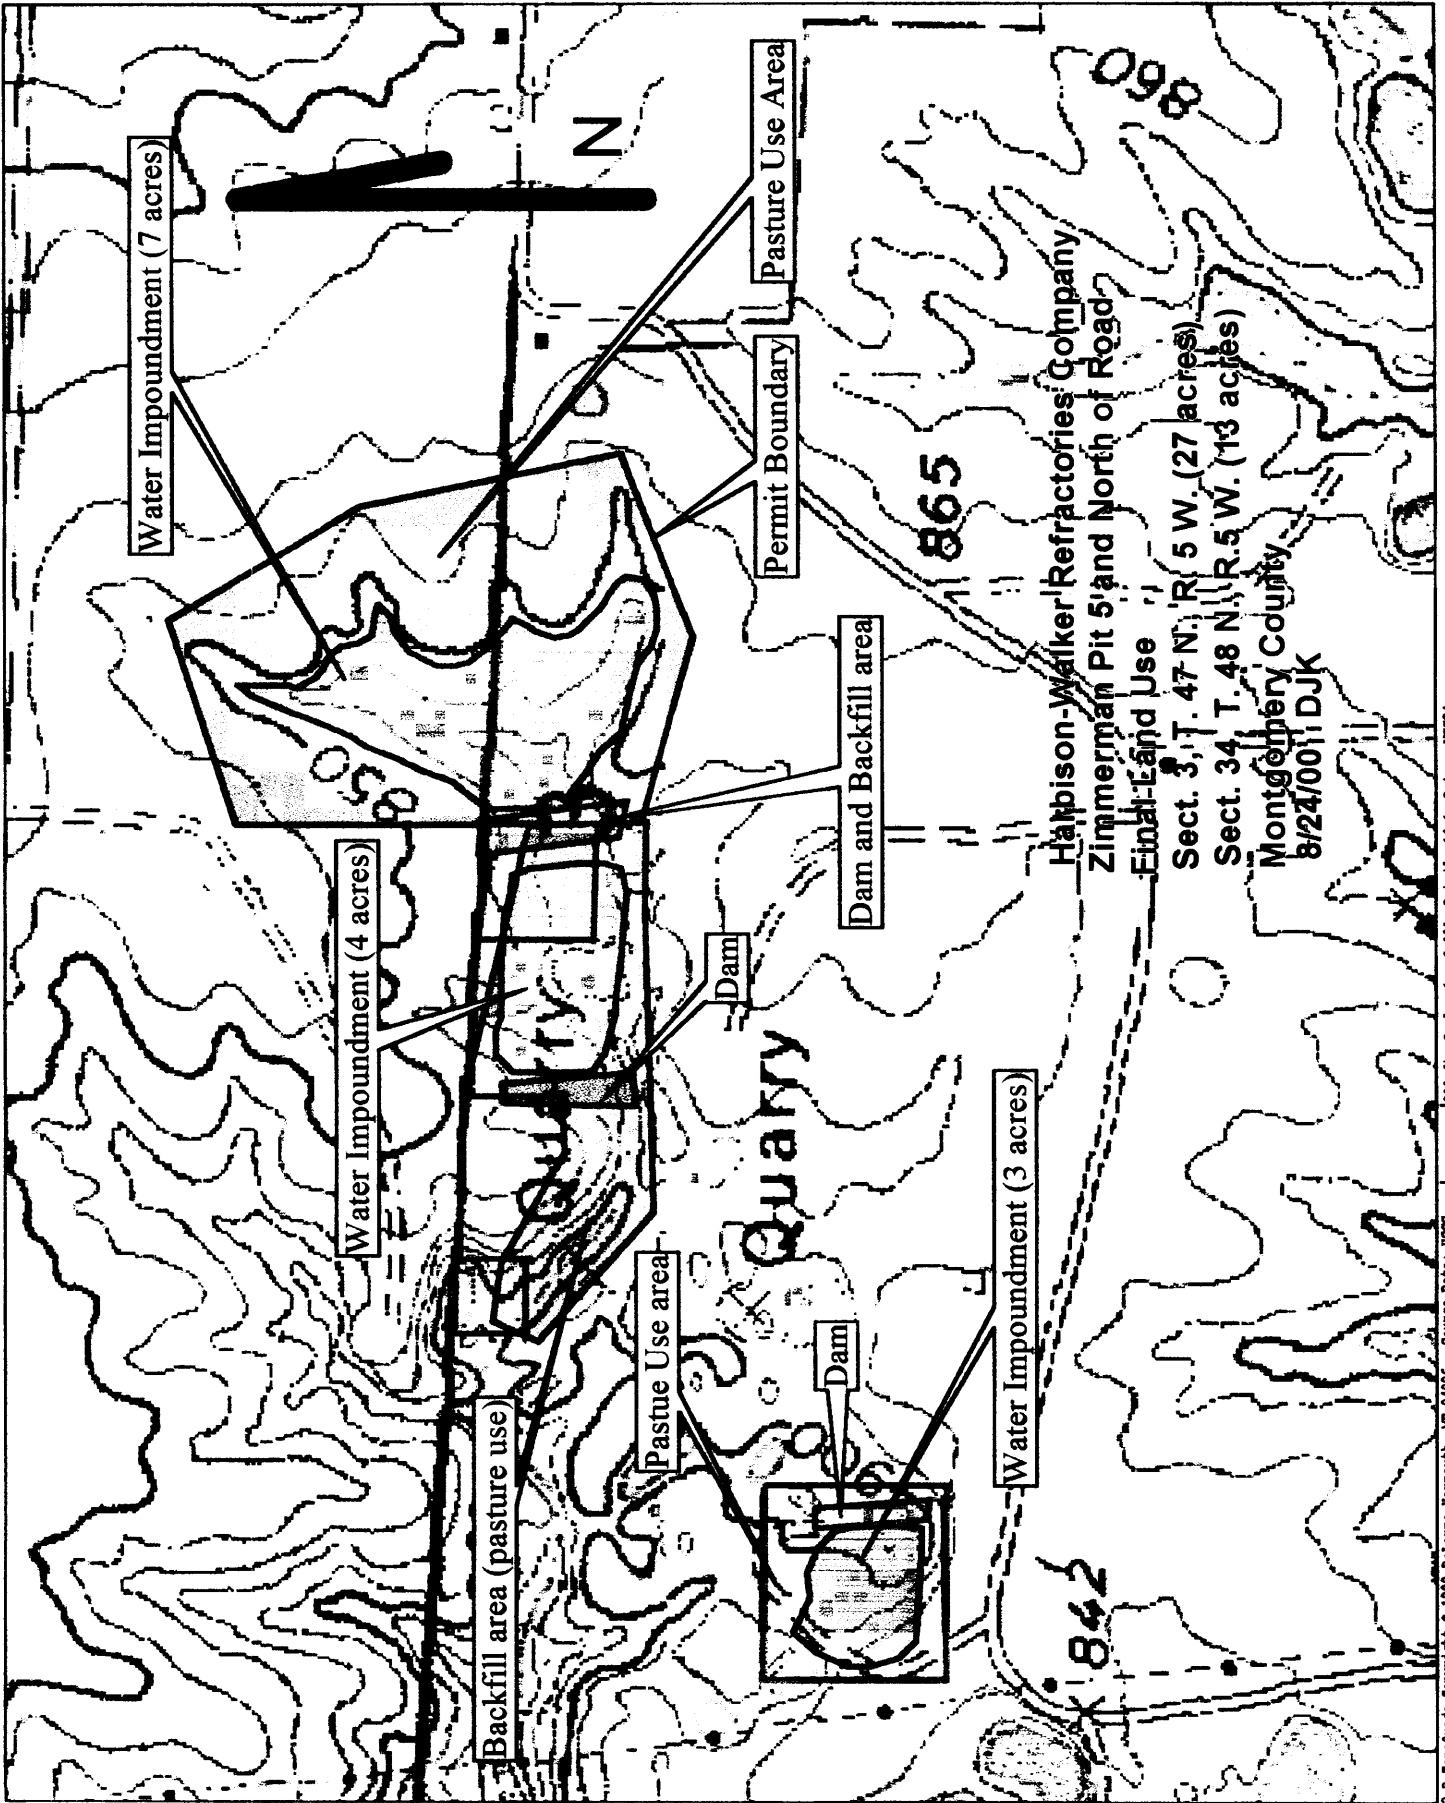 Water Impoundment (7 acres)
N
Pasture Use Area
860
Permit Boundary
865
Water Impoundment (4 acres)
Dam and Backfill area
Dam
Quarry
Backfill area (pasture use)
Pastue Use area
Quarry
Dam
Water Impoundment (3 acres)
842
Harbison-Walker Refractories Company
Zimmerman Pit 5 and North of Road
Final Land Use
Sect. 3, T. 47 N. R. 5 W. (27 acres)
Sect. 34, T. 48 N., R.5 W. (13 acres)
Montgomery County
8/24/00 DJK